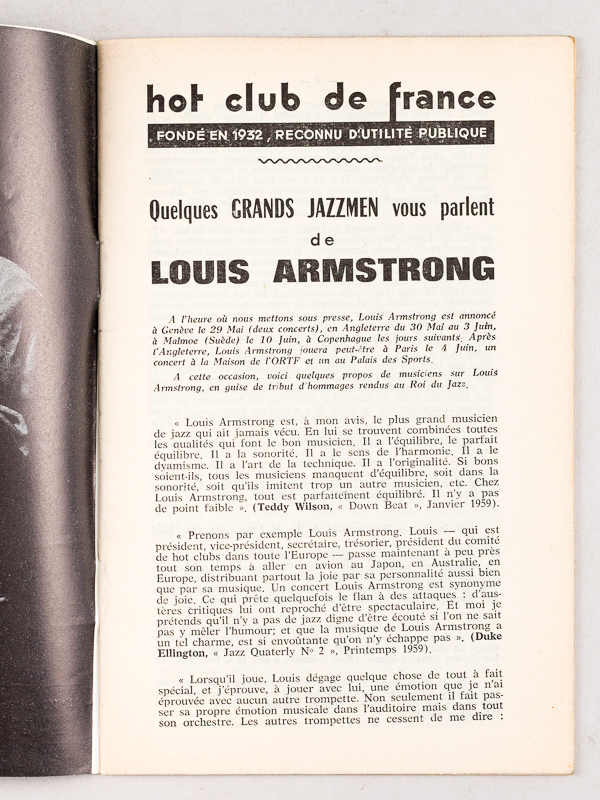 hot club de france
FONDÉ EN 1932, RECONNU D'UTILITÉ PUBLIQUE
Quelques GRANDS JAZZMEN vous parlent
de
LOUIS ARMSTRONG
A l'heure où nous mettons sous presse, Louis Armstrong est annoncé
à Genève le 29 Mai (deux concerts), en Angleterre du 30 Mai au 3 Juin,
à Malmoe (Suède) le 10 Juin, à Copenhague les jours suivants. Après
l'Angleterre, Louis Armstrong jouera peut-être à Paris le 4 Juin, un
concert à la Maison de l'ORTF et un au Palais des Sports.
A cette occasion, voici quelques propos de musiciens sur Louis
Armstrong, en guise de tribut d'hommages rendus au Roi du Jazz.
« Louis Armstrong est, à mon avis, le plus grand musicien
de jazz qui ait jamais vécu. En lui se trouvent combinées toutes
les qualités qui font le bon musicien. Il a l'équilibre, le parfait
équilibre. Il a la sonorité. Il a le sens de l'harmonie. Il a le
dyamisme. Il a l'art de la technique. Il a l'originalité. Si bons
soient-ils, tous les musiciens manquent d'équilibre, soit dans la
sonorité, soit qu'ils imitent trop un autre musicien, etc. Chez
Louis Armstrong, tout est parfaitement équilibré. Il n'y a pas
de point faible ». (Teddy Wilson, « Down Beat », Janvier 1959).
« Prenons par exemple Louis Armstrong. Louis — qui est
président, vice-président, secrétaire, trésorier, président du comité
de hot clubs dans toute l'Europe — passe maintenant à peu près
tout son temps à aller en avion au Japon, en Australie, en
Europe, distribuant partout la joie par sa personnalité aussi bien
que par sa musique. Un concert Louis Armstrong est synonyme
de joie. Ce qui prête quelquefois le flan à des attaques : d'aus-
tères critiques lui ont reproché d'être spectaculaire. Et moi je
prétends qu'il n'y a pas de jazz digne d'être écouté si l'on ne sait
pas y mêler l'humour; et que la musique de Louis Armstrong a
un tel charme, est si envoûtante qu'on n'y échappe pas ». (Duke
Ellington, « Jazz Quaterly N° 2 », Printemps 1959).
« Lorsqu'il joue, Louis dégage quelque chose de tout à fait
spécial, et j'éprouve, à jouer avec lui, une émotion que je n'ai
éprouvée avec aucun autre trompette. Non seulement il fait pas-
ser sa propre émotion musicale dans l'auditoire mais dans tout
son orchestre. Les autres trompettes ne cessent de me dire :